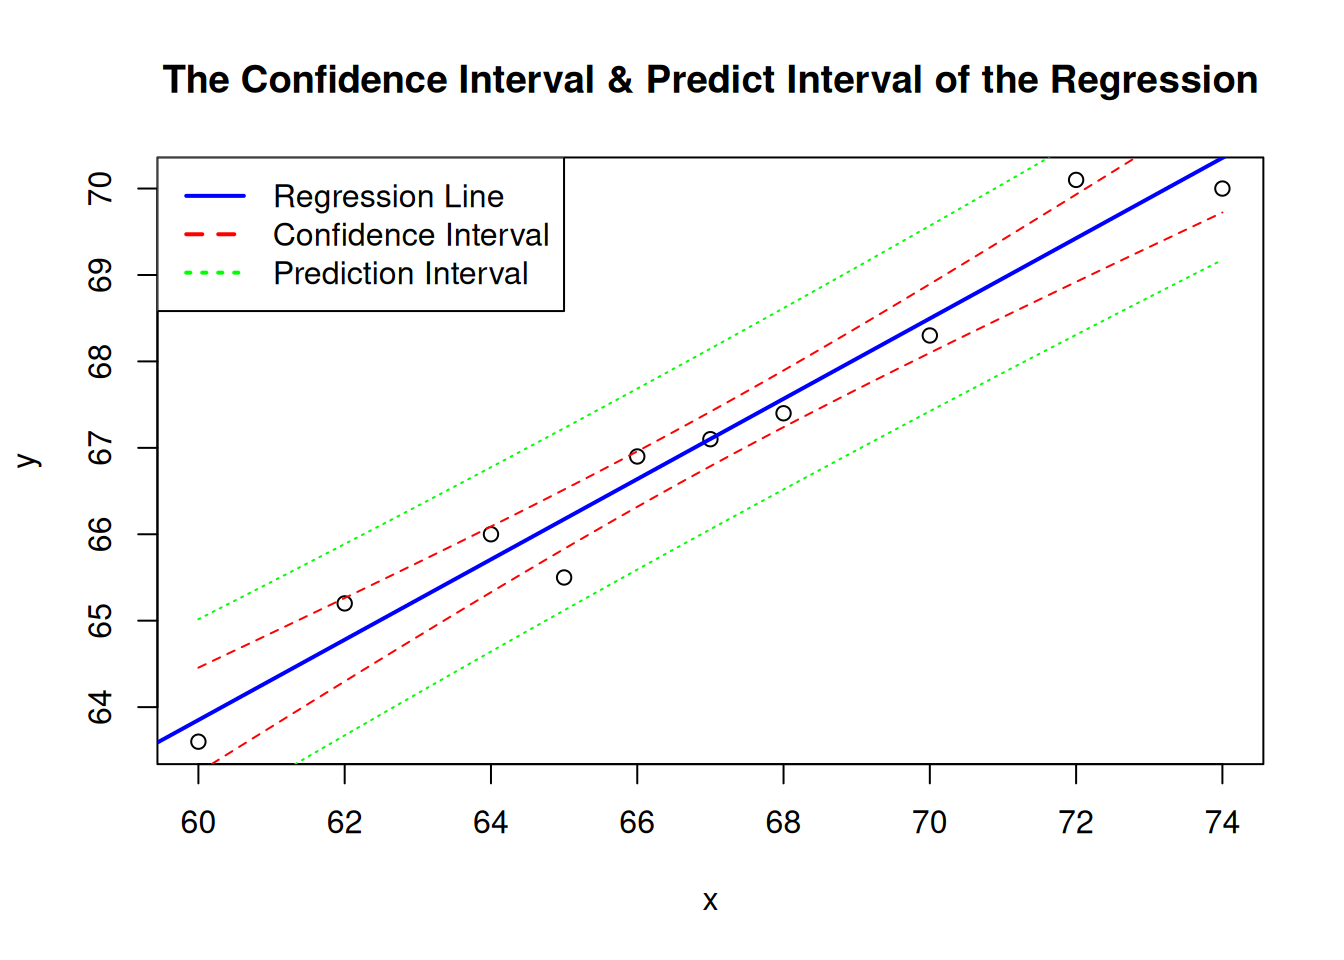 The Confidence Interval & Predict Interval of the Regression
Regression Line
Confidence Interval
Prediction Interval
70
69
68
67
66
65
64
y
60 62 64 66 68 70 72 74
x